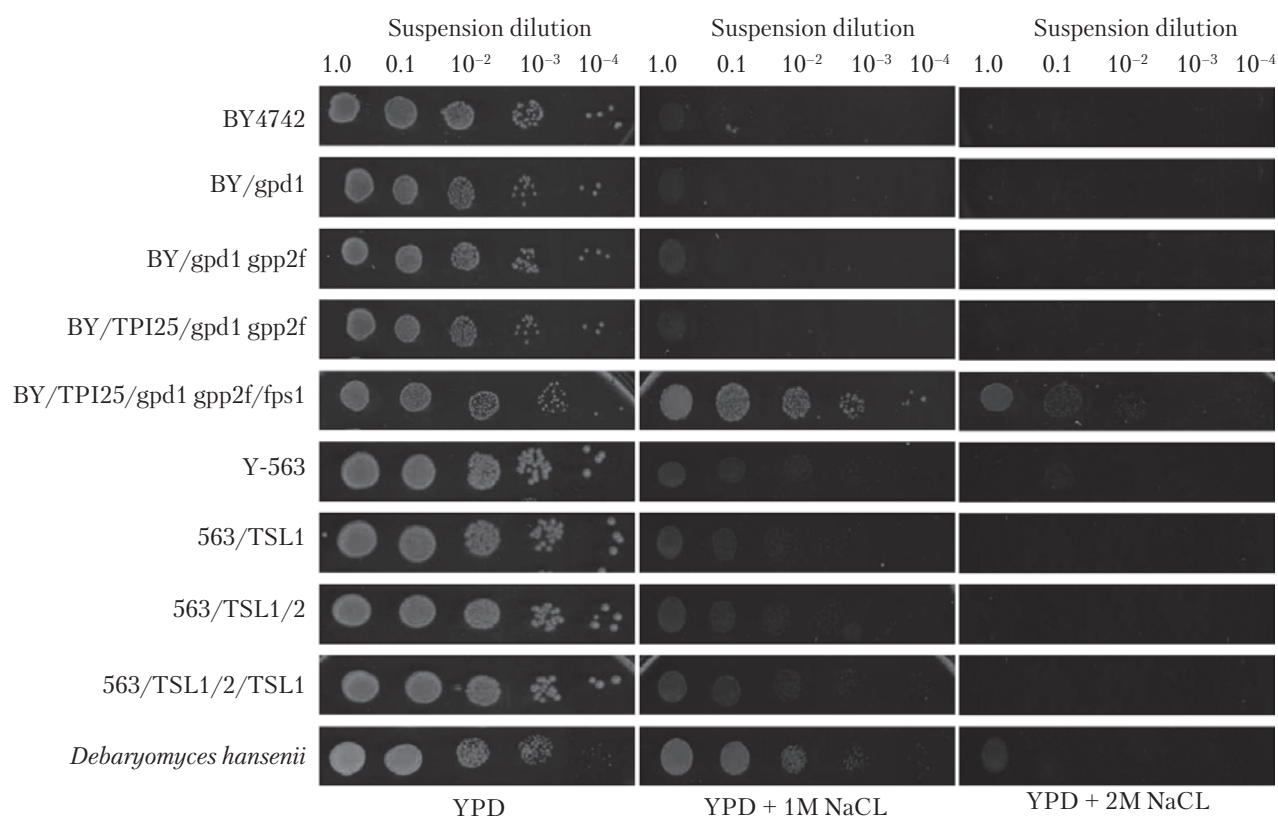 Suspension dilution Suspension dilution Suspension dilution
1.0 0.1 10⁻² 10⁻³ 10⁻⁴ 1.0 0.1 10⁻² 10⁻³ 10⁻⁴ 1.0 0.1 10⁻² 10⁻³ 10⁻⁴
BY4742
BY/gpd1
BY/gpd1 gpp2f
BY/TPI25/gpd1 gpp2f
BY/TPI25/gpd1 gpp2f/fps1
Y-563
563/TSL1
563/TSL1/2
563/TSL1/2/TSL1
Debaryomyces hansenii
YPD YPD + 1M NaCL YPD + 2M NaCL